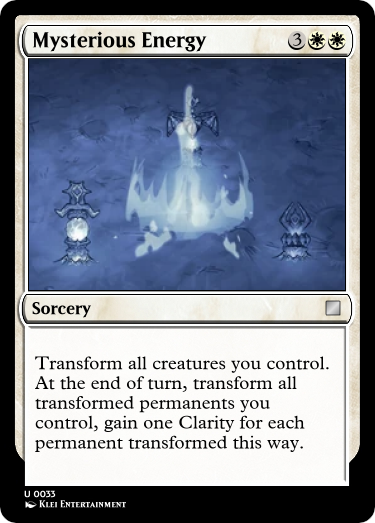 Mysterious Energy 3
Sorcery
Transform all creatures you control.
At the end of turn, transform all
transformed permanents you
control, gain one Clarity for each
permanent transformed this way.
U 0033
Klei Entertainment